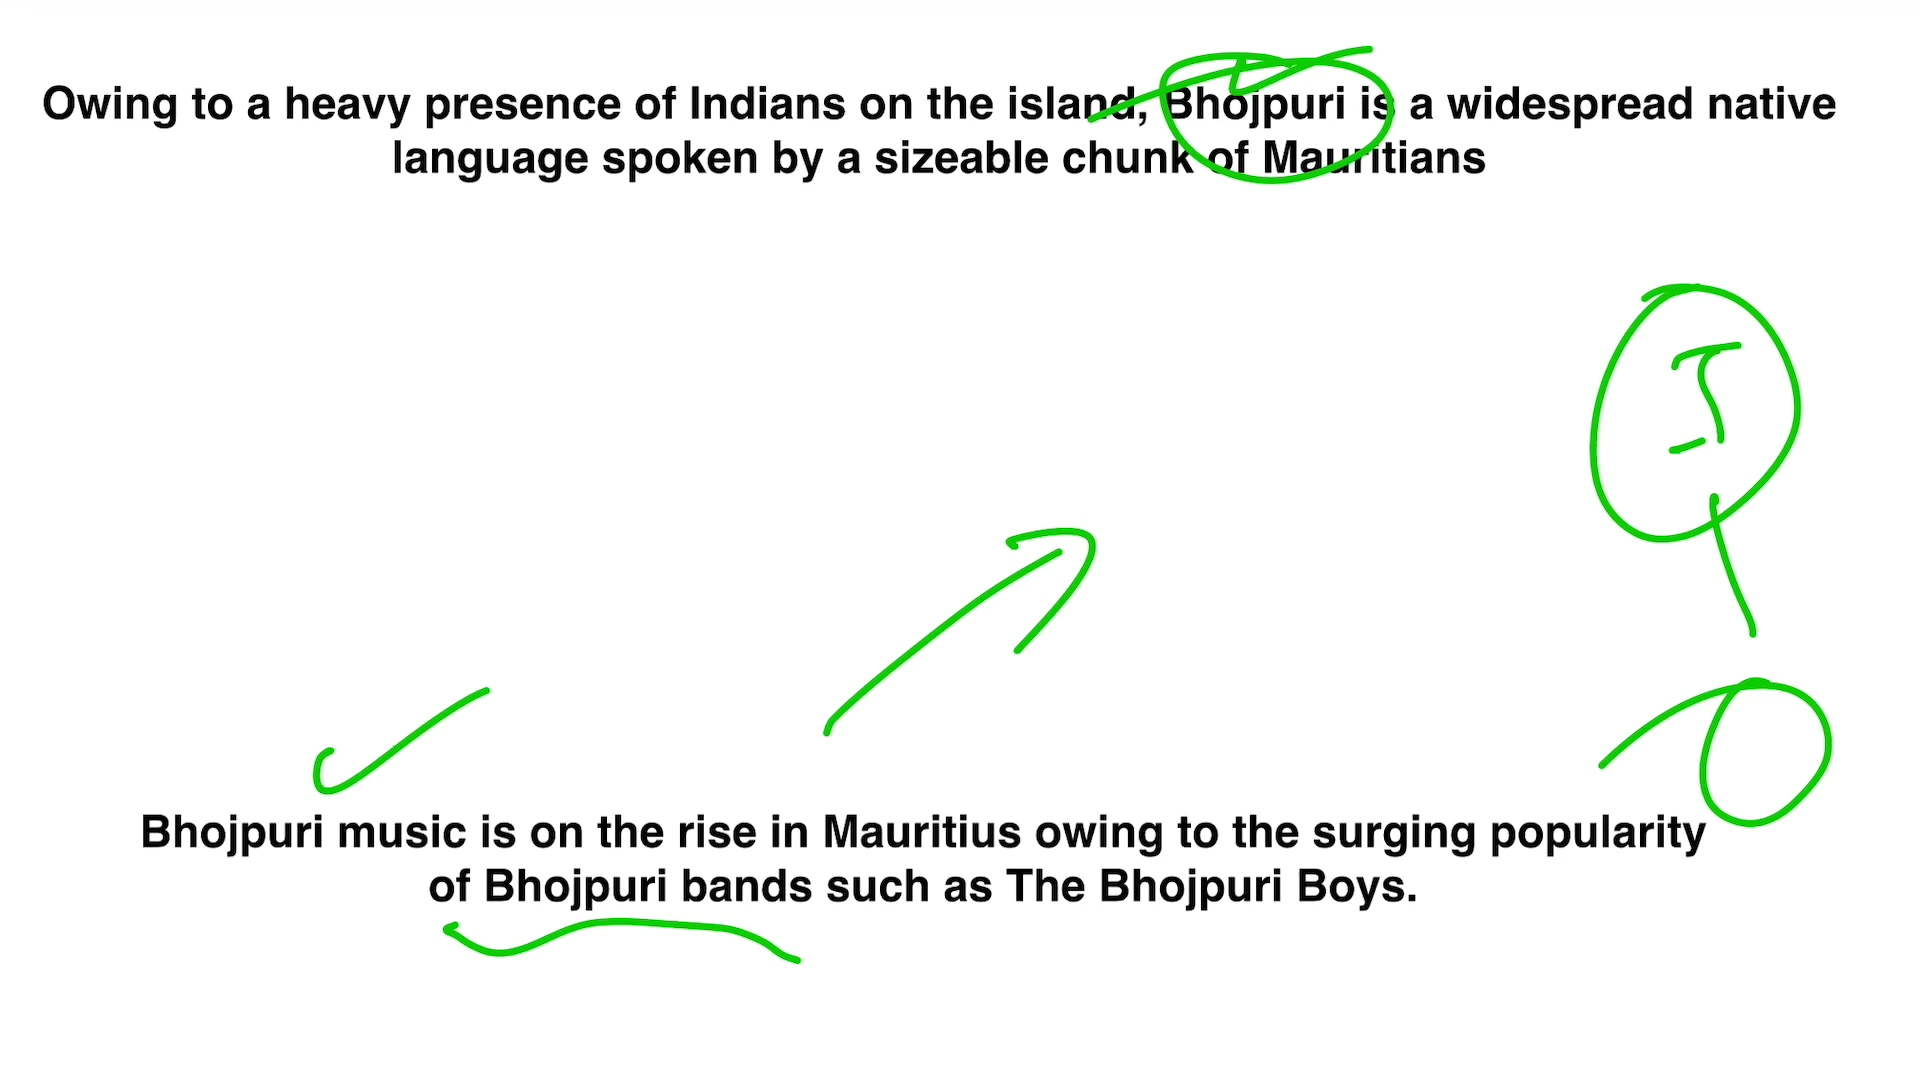 Owing to a heavy presence of Indians on the island, Bhojpuri is a widespread native
language spoken by a sizeable chunk of Mauritians
I
Bhojpuri music is on the rise in Mauritius owing to the surging popularity
of Bhojpuri bands such as The Bhojpuri Boys.